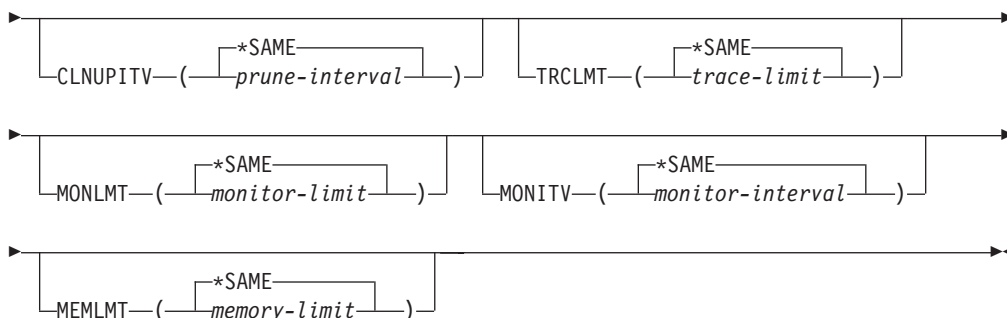 *SAME *SAME
CLNUPITV ( prune-interval ) TRCLMT ( trace-limit )
*SAME *SAME
MONLMT ( monitor-limit ) MONITV ( monitor-interval )
*SAME
MEMLMT ( memory-limit )